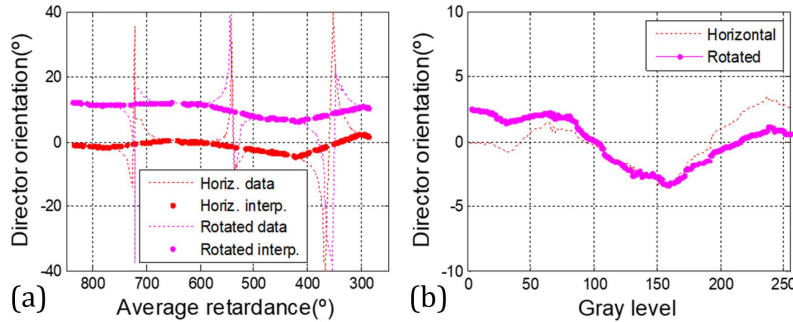 Director orientation(º)
40
20
0
-20
-40
800 700 600 500 400 300
Average retardance(º)
Horiz. data
Horiz. interp.
Rotated data
Rotated interp.
(a)
Director orientation(º)
10
5
0
-5
-10
0 50 100 150 200 250
Gray level
Horizontal
Rotated
(b)